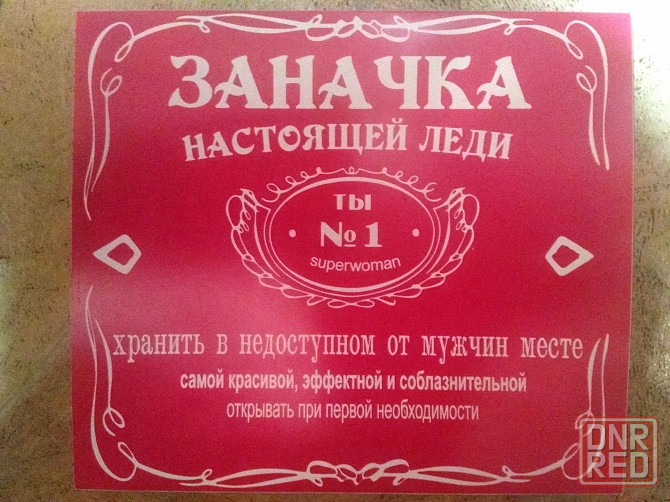 ЗАНАЧКА
НАСТОЯЩЕЙ ЛЕДИ
ТЫ
№1
superwoman
хранить в недоступном от мужчин месте
самой красивой, эффектной и соблазнительной
открывать при первой необходимости
DNR
RED